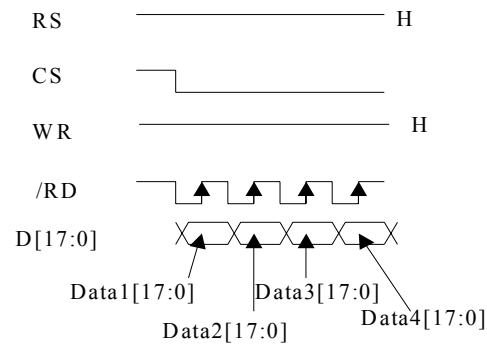 RS H
CS
WR H
/RD
D[17:0]
Data1[17:0] Data3[17:0]
Data2[17:0] Data4[17:0]